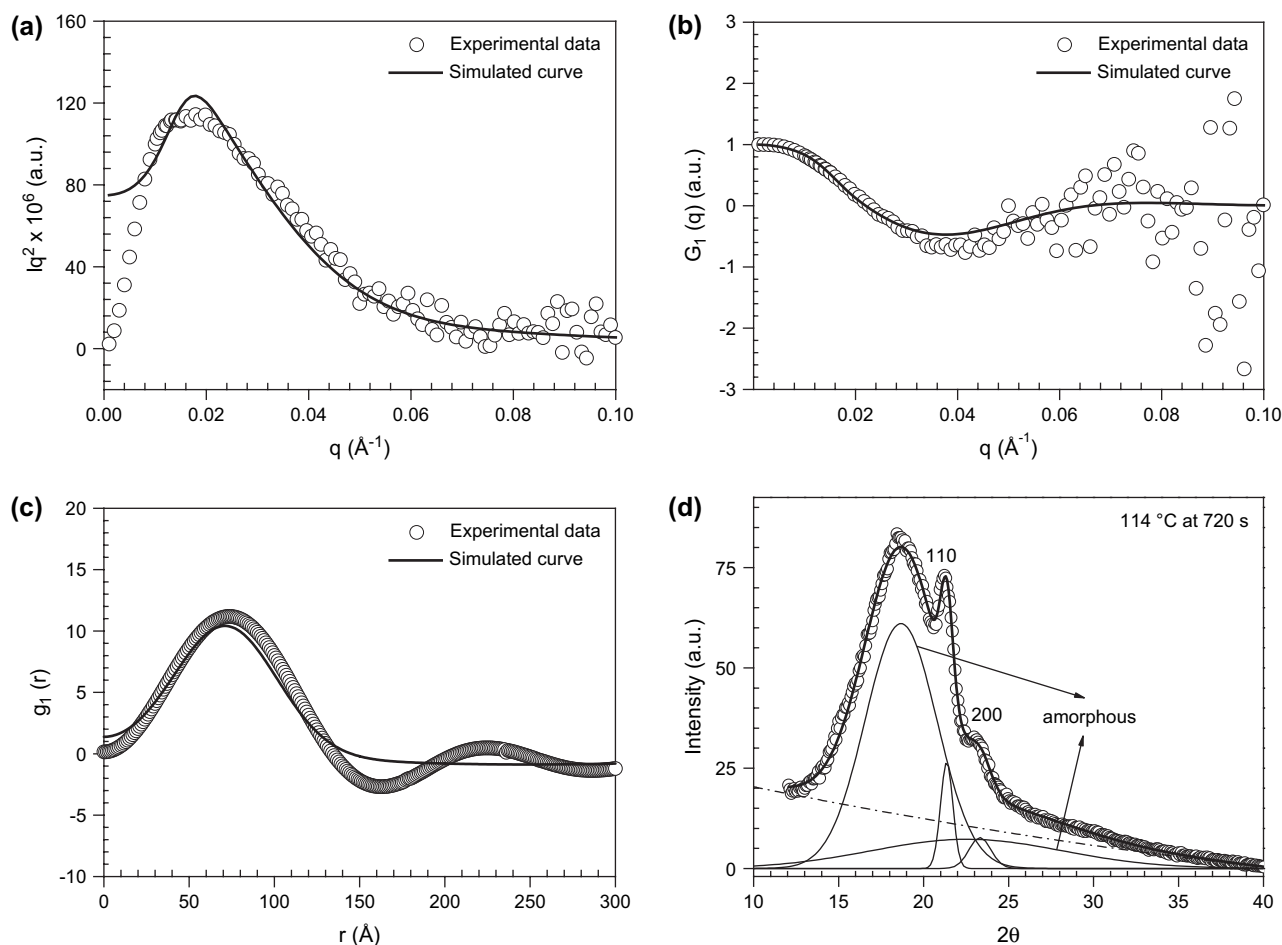 (a)
160
120
80
40
0
Iq² x 10⁶ (a.u.)
Experimental data
Simulated curve
0.00 0.02 0.04 0.06 0.08 0.10
q (Å⁻¹)
(b)
3
2
1
0
-1
-2
-3
G₁ (q) (a.u.)
Experimental data
Simulated curve
0.02 0.04 0.06 0.08 0.10
q (Å⁻¹)
(c)
20
15
10
5
0
-5
-10
g₁ (r)
Experimental data
Simulated curve
0 50 100 150 200 250 300
r (Å)
(d)
114 °C at 720 s
75
50
25
0
Intensity (a.u.)
110
200
amorphous
10 15 20 25 30 35 40
2θ